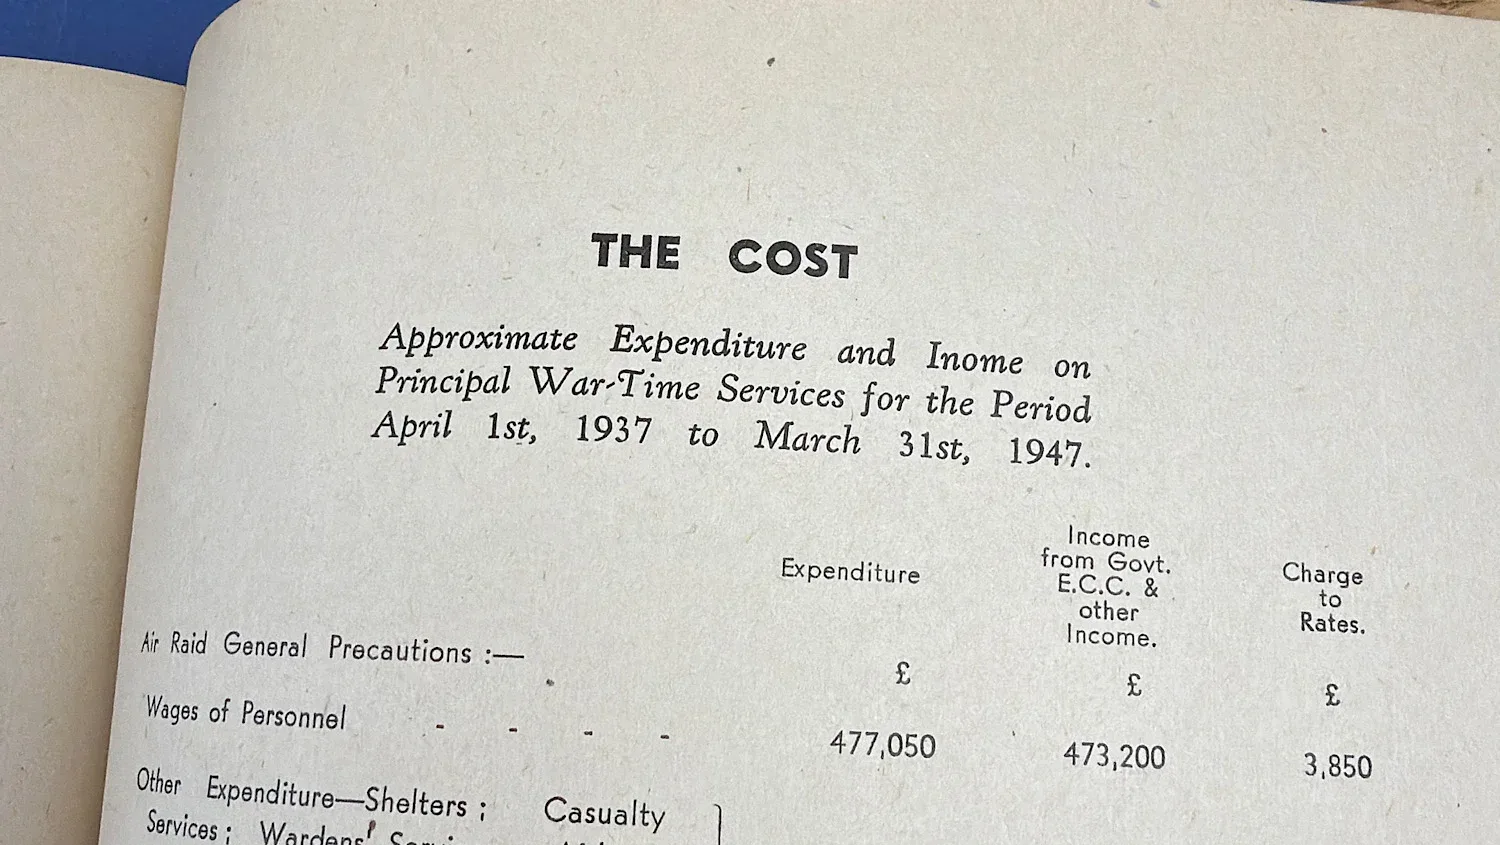 THE COST
Approximate Expenditure and Inome on
Principal War-Time Services for the Period
April 1st, 1937 to March 31st, 1947.
Expenditure
Income
from Govt.
E.C.C. &
other
Income.
Charge
to
Rates.
Air Raid General Precautions :—
£ £ £
Wages of Personnel - - - - 477,050 473,200 3,850
Other Expenditure—Shelters ; Casualty
Services ; Wardens'